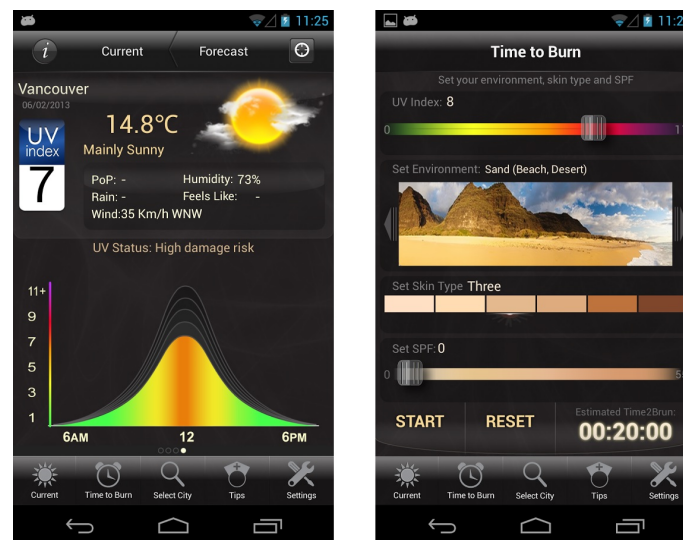 11:25
i
Current
Forecast
Vancouver
06/02/2013
UV
index
7
14.8°C
Mainly Sunny
PoP: - Humidity: 73%
Rain: - Feels Like: -
Wind:35 Km/h WNW
UV Status: High damage risk
11+
9
7
5
3
1
6AM 12 6PM
Current Time to Burn Select City Tips Settings
11:2
Time to Burn
Set your environment, skin type and SPF
UV Index: 8
0 1
Set Environment: Sand (Beach, Desert)
Set Skin Type Three
Set SPF:0
0 5
START RESET
Estimated Time2Brun:
00:20:00
Current Time to Burn Select City Tips Settings